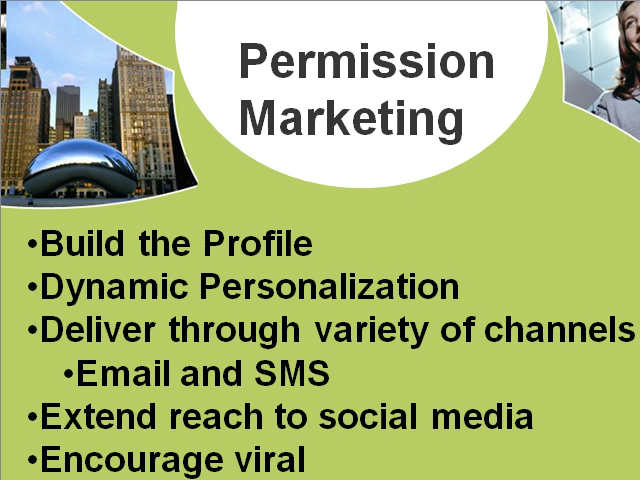 Permission
Marketing
•Build the Profile
•Dynamic Personalization
•Deliver through variety of channels
•Email and SMS
•Extend reach to social media
•Encourage viral